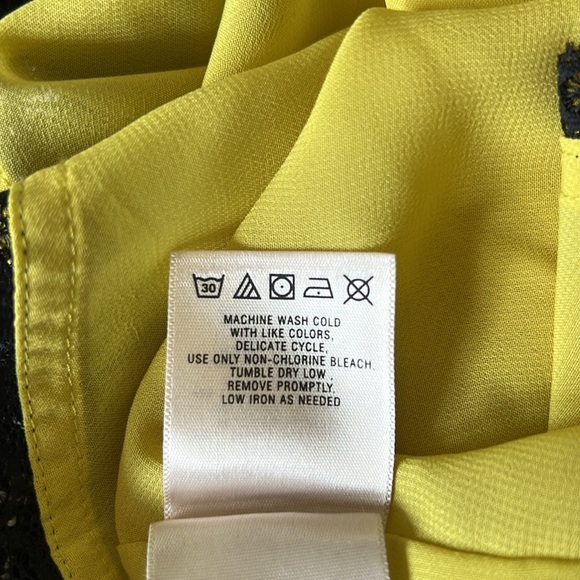 30
MACHINE WASH COLD
WITH LIKE COLORS,
DELICATE CYCLE,
USE ONLY NON-CHLORINE BLEACH.
TUMBLE DRY LOW,
REMOVE PROMPTLY.
LOW IRON AS NEEDED